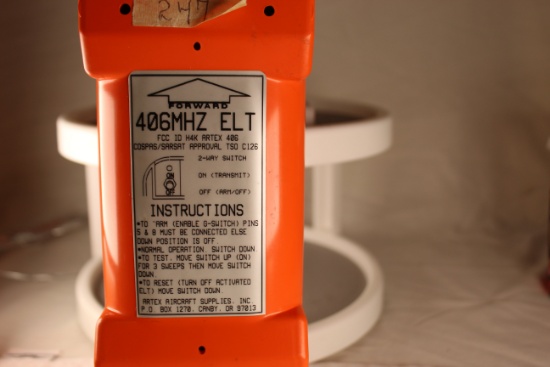 247
FORWARD
406MHZ ELT
FCC ID H4K ARTEX 406
COSPAS/SARSAT APPROVAL TSO C126
2-WAY SWITCH
ON (TRANSMIT)
OFF (ARM/OFF)
INSTRUCTIONS
•TO "ARM (ENABLE G-SWITCH) PINS
5 & 8 MUST BE CONNECTED ELSE
DOWN POSITION IS OFF.
•NORMAL OPERATION. SWITCH DOWN
•TO TEST. MOVE SWITCH UP (ON)
FOR 3 SWEEPS THEN MOVE SWITCH
DOWN
•TO RESET (TURN OFF ACTIVATED
ELT) MOVE SWITCH DOWN.
ARTEX AIRCRAFT SUPPLIES. INC.
P.O. BOX 1270. CANBY. OR 97013